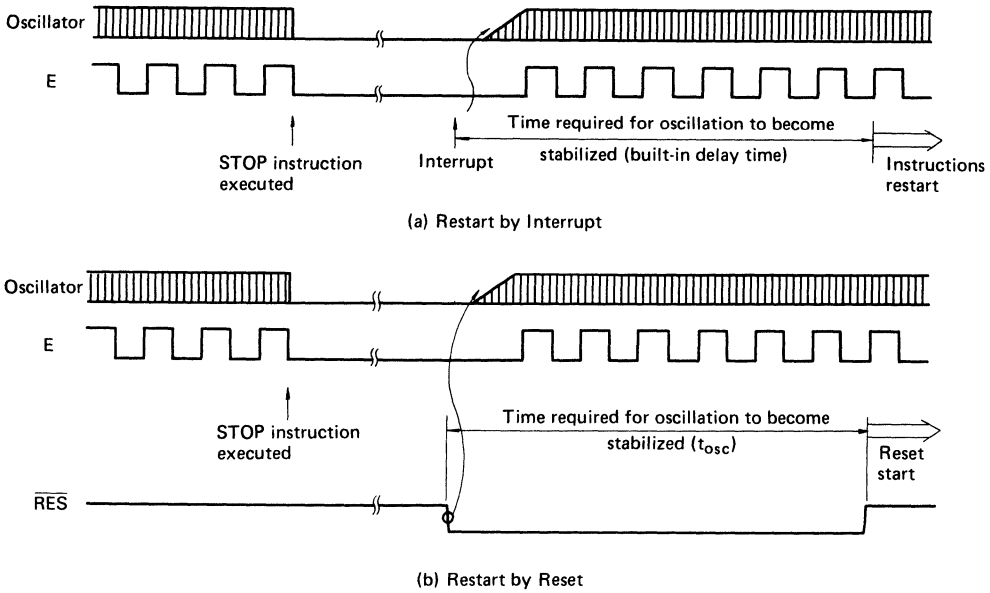 Oscillator
E
Time required for oscillation to become
stabilized (built-in delay time)
STOP instruction
executed
Interrupt
Instructions
restart
(a) Restart by Interrupt
Oscillator
E
Time required for oscillation to become
stabilized (tosc)
STOP instruction
executed
Reset
start
RES
(b) Restart by Reset